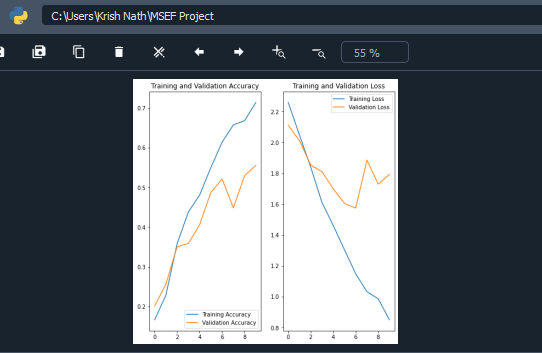 C:\Users\Krish Nath\MSEF Project
55 %
Training and Validation Accuracy
0.7
0.6
0.5
0.4
0.3
0.2
0 2 4 6 8
Training Accuracy
Validation Accuracy
Training and Validation Loss
Training Loss
Validation Loss
2.2
2.0
1.8
1.6
1.4
1.2
1.0
0.8
0 2 4 6 8